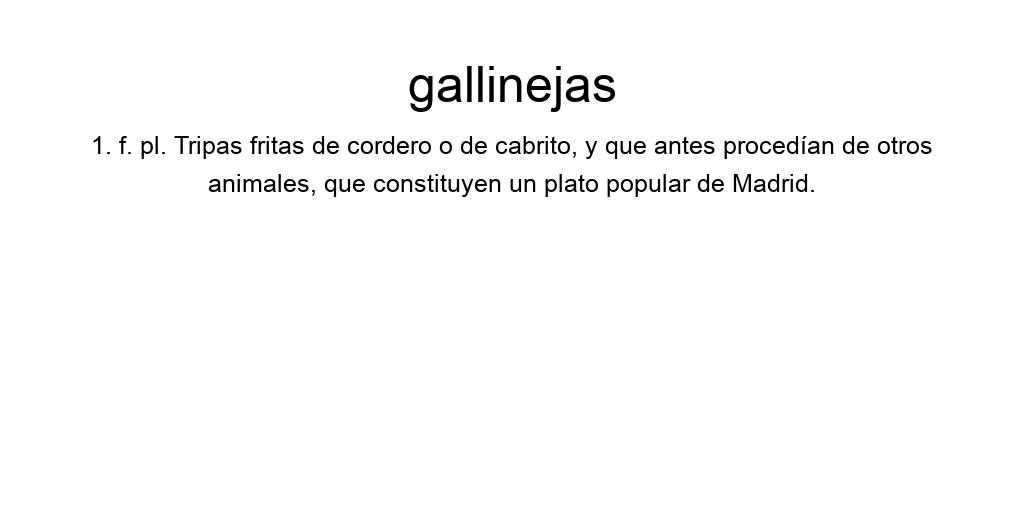 gallinejas
1. f. pl. Tripas fritas de cordero o de cabrito, y que antes procedían de otros
animales, que constituyen un plato popular de Madrid.